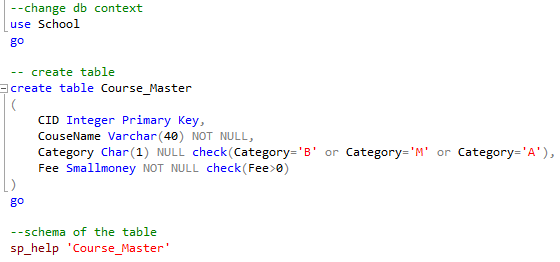 --change db context
use School
go
-- create table
create table Course_Master
(
CID Integer Primary Key,
CouseName Varchar(40) NOT NULL,
Category Char(1) NULL check(Category='B' or Category='M' or Category='A'),
Fee Smallmoney NOT NULL check(Fee>0)
)
go
--schema of the table
sp_help 'Course_Master'